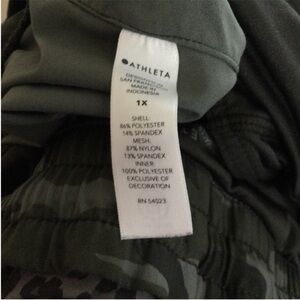 ATHLETA
DESIGNED IN
SAN FRANCISCO
MADE IN
INDONESIA
1X
SHELL:
86% POLYESTER
14% SPANDEX
MESH:
87% NYLON
13% SPANDEX
INNER:
100% POLYESTER
EXCLUSIVE OF
DECORATION
RN 54023